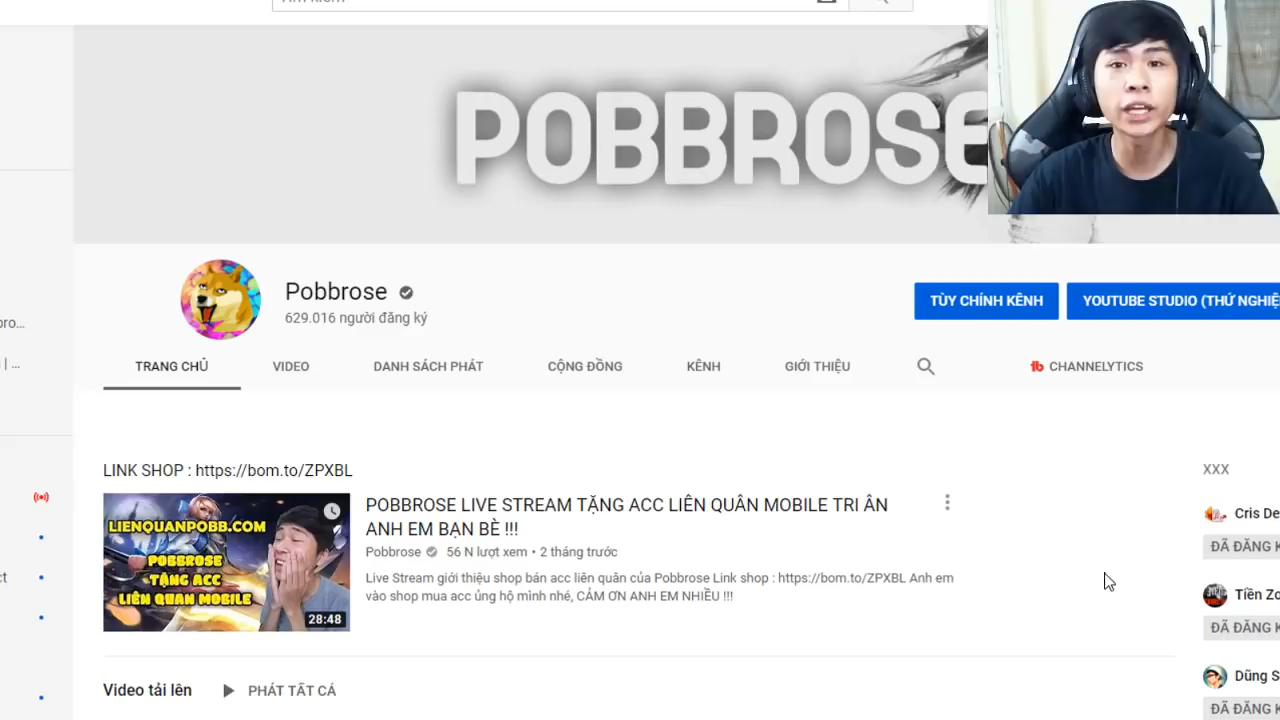 POBBROSE
Pobbrose
629.016 người đăng ký
TÙY CHỈNH KÊNH
YOUTUBE STUDIO (THỬ NGHIỆ
TRANG CHỦ
VIDEO
DANH SÁCH PHÁT
CỘNG ĐỒNG
KÊNH
GIỚI THIỆU
CHANNELYTICS
LINK SHOP : https://bom.to/ZPXBL
LIENQUANPOBB.COM
POBBROSE
TẶNG ACC
LIÊN QUÂN MOBILE
28:48
POBBROSE LIVE STREAM TẶNG ACC LIÊN QUÂN MOBILE TRI ÂN
ANH EM BẠN BÈ !!!
Pobbrose 56 N lượt xem • 2 tháng trước
Live Stream giới thiệu shop bán acc liên quân của Pobbrose Link shop : https://bom.to/ZPXBL Anh em
vào shop mua acc ủng hộ mình nhé, CẢM ƠN ANH EM NHIỀU !!!
XXX
Cris De
ĐÃ ĐĂNG K
Tiền Zo
ĐÃ ĐĂNG K
Dũng S
ĐÃ ĐĂNG K
Video tải lên
PHÁT TẤT CẢ